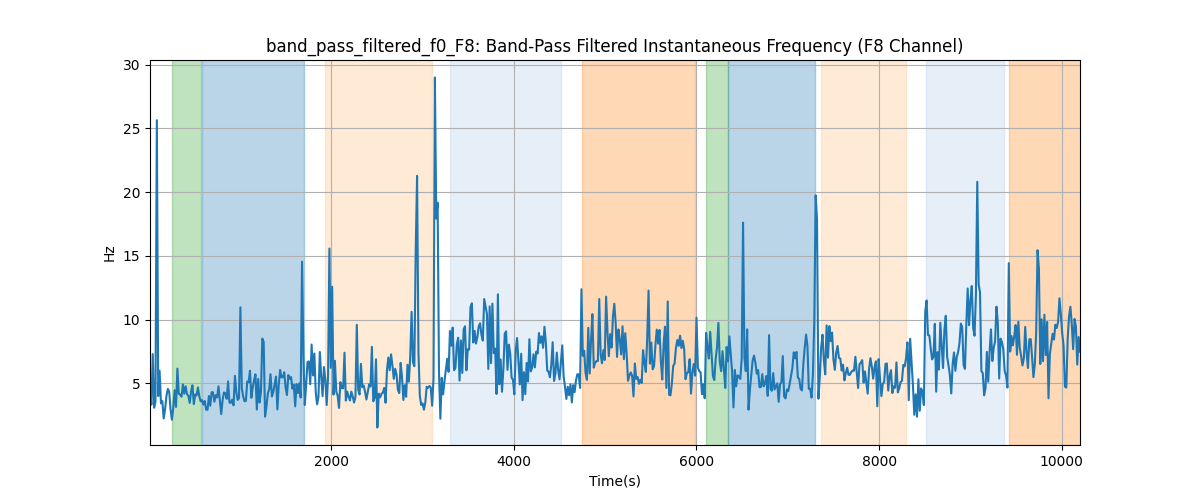 band_pass_filtered_f0_F8: Band-Pass Filtered Instantaneous Frequency (F8 Channel)
30
25
20
15
10
5
Hz
2000 4000 6000 8000 10000
Time(s)